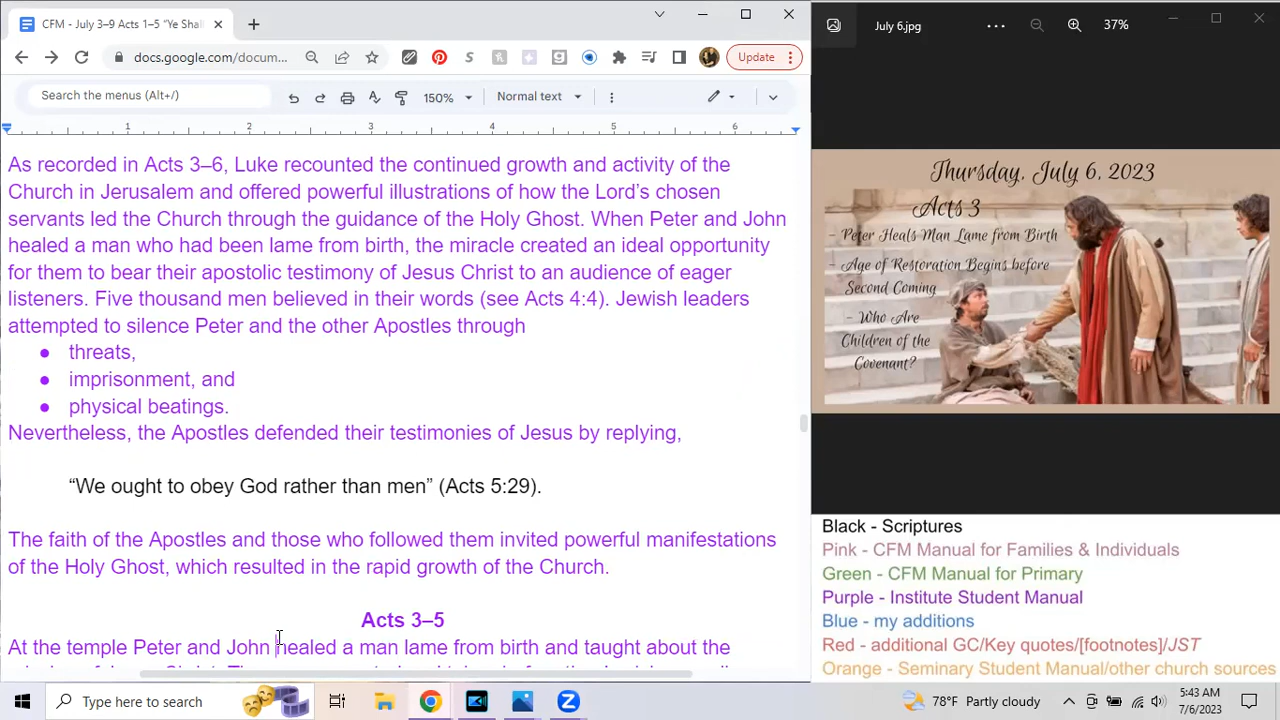 CFM - July 3–9 Acts 1–5 “Ye Shal
July 6.jpg
37%
docs.google.com/docum...
Update
Search the menus (Alt+/)
150%
Normal text
1 2 3 4 5 6
As recorded in Acts 3–6, Luke recounted the continued growth and activity of the
Church in Jerusalem and offered powerful illustrations of how the Lord’s chosen
servants led the Church through the guidance of the Holy Ghost. When Peter and John
healed a man who had been lame from birth, the miracle created an ideal opportunity
for them to bear their apostolic testimony of Jesus Christ to an audience of eager
listeners. Five thousand men believed in their words (see Acts 4:4). Jewish leaders
attempted to silence Peter and the other Apostles through
● threats,
● imprisonment, and
● physical beatings.
Nevertheless, the Apostles defended their testimonies of Jesus by replying,
“We ought to obey God rather than men” (Acts 5:29).
The faith of the Apostles and those who followed them invited powerful manifestations
of the Holy Ghost, which resulted in the rapid growth of the Church.
Acts 3–5
At the temple Peter and John healed a man lame from birth and taught about the
Thursday, July 6, 2023
Acts 3
- Peter Heals Man Lame from Birth
- Age of Restoration Begins before
Second Coming
- Who Are
Children of the
Covenant?
Black - Scriptures
Pink - CFM Manual for Families & Individuals
Green - CFM Manual for Primary
Purple - Institute Student Manual
Blue - my additions
Red - additional GC/Key quotes/[footnotes]/JST
Orange - Seminary Student Manual/other church sources
Type here to search
78°F Partly cloudy
5:43 AM
7/6/2023